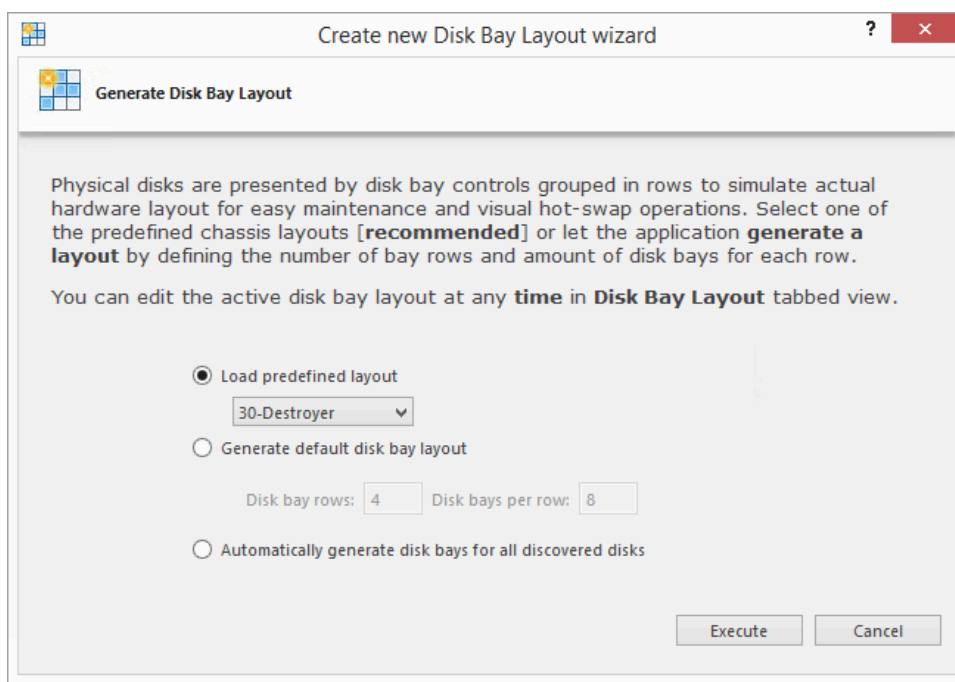 Create new Disk Bay Layout wizard ?
Generate Disk Bay Layout
Physical disks are presented by disk bay controls grouped in rows to simulate actual
hardware layout for easy maintenance and visual hot-swap operations. Select one of
the predefined chassis layouts [recommended] or let the application generate a
layout by defining the number of bay rows and amount of disk bays for each row.
You can edit the active disk bay layout at any time in Disk Bay Layout tabbed view.
Load predefined layout
30-Destroyer
Generate default disk bay layout
Disk bay rows: 4 Disk bays per row: 8
Automatically generate disk bays for all discovered disks
Execute Cancel